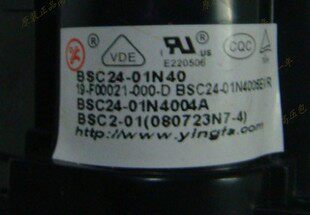 VDE
E220506
CQC
BSC24-01N40
19-F00021-000-D BSC24-01N4006E(R
BSC24-01N4004A
BSC2-01(080723N7-4)
http://www.yingfa.com